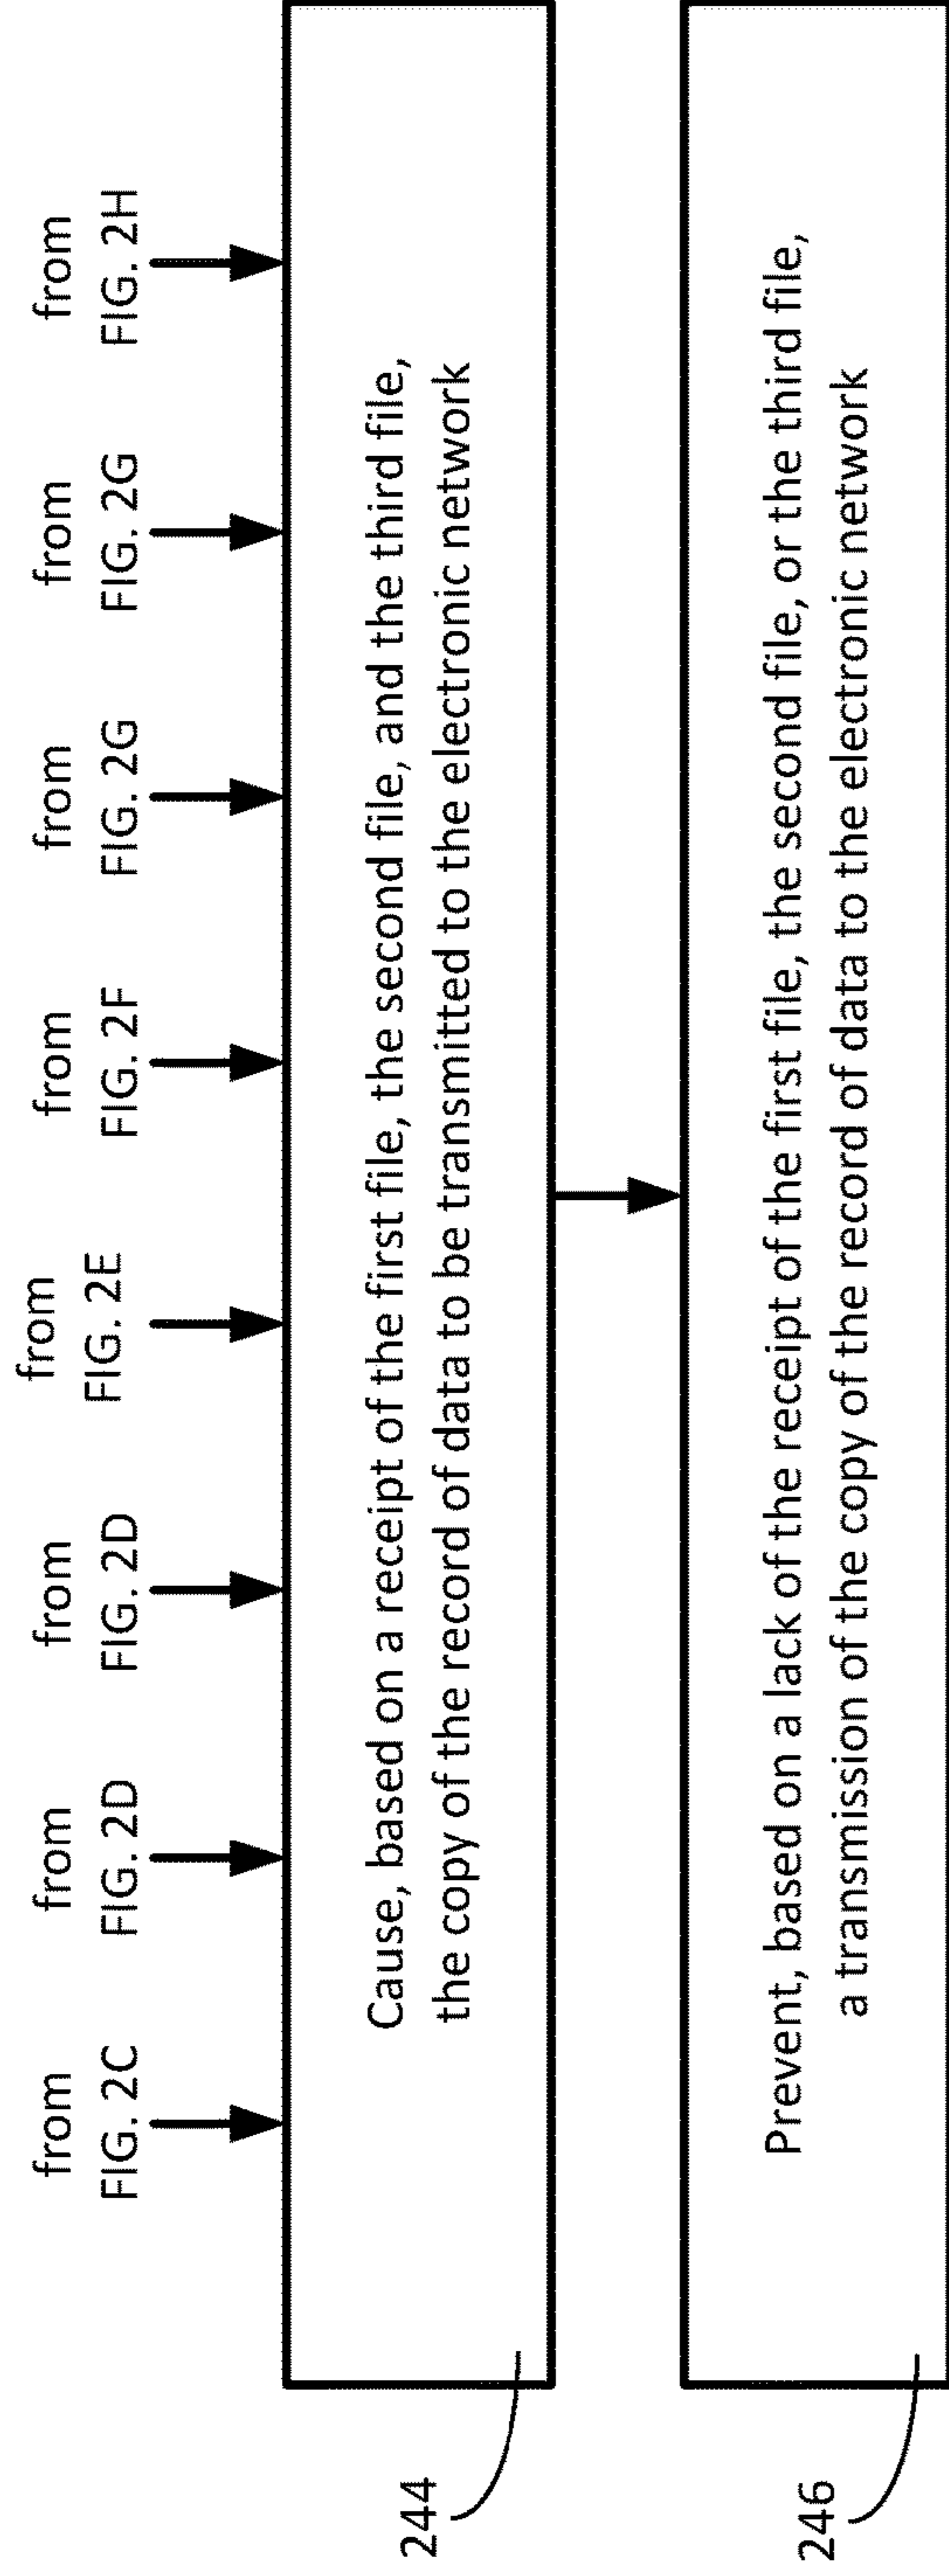 from
FIG. 2C
from
FIG. 2D
from
FIG. 2D
from
FIG. 2E
from
FIG. 2F
from
FIG. 2G
from
FIG. 2G
from
FIG. 2H
Cause, based on a receipt of the first file, the second file, and the third file,
the copy of the record of data to be transmitted to the electronic network
244
Prevent, based on a lack of the receipt of the first file, the second file, or the third file,
a transmission of the copy of the record of data to the electronic network
246